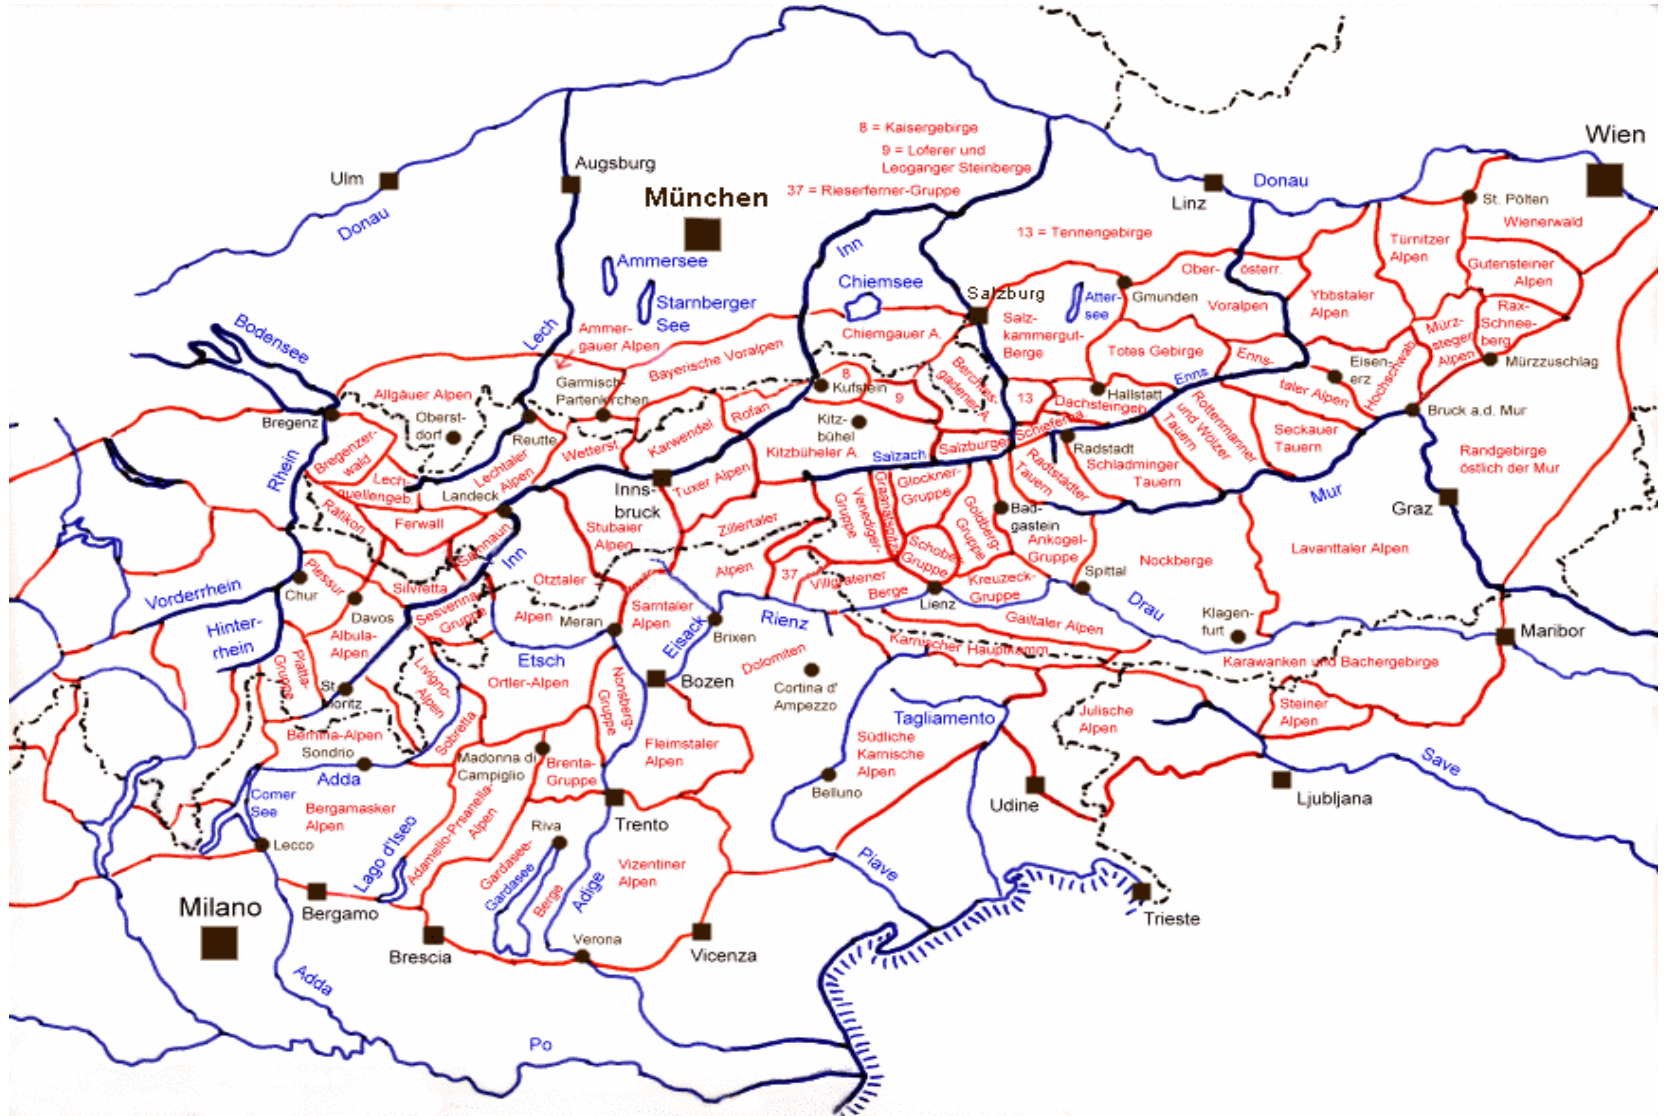 8 = Kaisergebirge
9 = Loferer und
Leoganger Steinberge
37 = Rieserferner-Gruppe
13 = Tennengebirge
Wien
Ulm
Augsburg
München
Linz
Donau
St. Pölten
Wienerwald
Donau
Inn
Türnitzer
Alpen
Gutensteiner
Alpen
Ammersee
Starnberger
See
Chiemsee
Salzburg
Atter-
see
Gmunden
Ober-
österr.
Voralpen
Ybbstaler
Alpen
Bodensee
Lech
Ammer-
gauer Alpen
Bayerische Voralpen
Chiemgauer A.
Salz-
kammergut-
Berge
Totes Gebirge
Enns-
taler Alpen
Enns
Eisen-
erz
Hochschwab
Mürz-
steger
Alpen
Rax-
Schnee-
berg
Mürzzuschlag
Allgäuer Alpen
Oberst-
dorf
Garmisch-
Partenkirchen
8
Kufstein
9
Berchtes-
gadener A.
13
Hallstatt
Dachsteingeb.
Bregenz
Reutte
Wetterst.
Karwendel
Rofan
Kitz-
bühel
Kitzbüheler A.
Salzach
Salzburger
Schieferna.
Radstadt
Rottenmanner
und Wölzer
Tauern
Seckauer
Tauern
Bruck a.d. Mur
Randgebirge
östlich der Mur
Rhein
Bregenzer-
wald
Lech-
quellengeb.
Lechtaler
Alpen
Landeck
Inns-
bruck
Tuxer Alpen
Glockner-
Gruppe
Radtstädter
Tauern
Schladminger
Tauern
Mur
Graz
Rätikon
Ferwall
Samnaun
Inn
Stubaier
Alpen
Zillertaler
Alpen
Venediger-
Gruppe
Granatspitz
Schober-
Gruppe
Goldberg-
Gruppe
Bad-
gastein
Ankogel-
Gruppe
Nockberge
Lavanttaler Alpen
Vorderrhein
Chur
Plessur
Davos
Silvretta
Sesvenna-
Gruppe
Ötztaler
Alpen
Meran
Sarntaler
Alpen
Eisack
Brixen
Rienz
37
Villgratener
Berge
Lienz
Kreuzeck-
Gruppe
Spittal
Drau
Klagen-
furt
Maribor
Hinter-
rhein
Albula-
Alpen
Platta-
Gruppe
St.
Moritz
Livigno-
Alpen
Etsch
Ortler-Alpen
Nonsberg-
Gruppe
Bozen
Dolomiten
Cortina d'
Ampezzo
Gailtaler Alpen
Karnischer Hauptkamm
Karawanken und Bachergebirge
Bernina-Alpen
Sondrio
Adda
Sobretta
Madonna di
Campiglio
Brenta-
Gruppe
Fleimstaler
Alpen
Tagliamento
Südliche
Karnische
Alpen
Julische
Alpen
Steiner
Alpen
Save
Ljubljana
Comer
See
Bergamasker
Alpen
Lecco
Lago d'Iseo
Adamello-Prsanella-
Alpen
Riva
Gardasee-
Berge
Gardasee
Trento
Adige
Vizentiner
Alpen
Belluno
Piave
Udine
Trieste
Milano
Bergamo
Brescia
Verona
Vicenza
Adda
Po